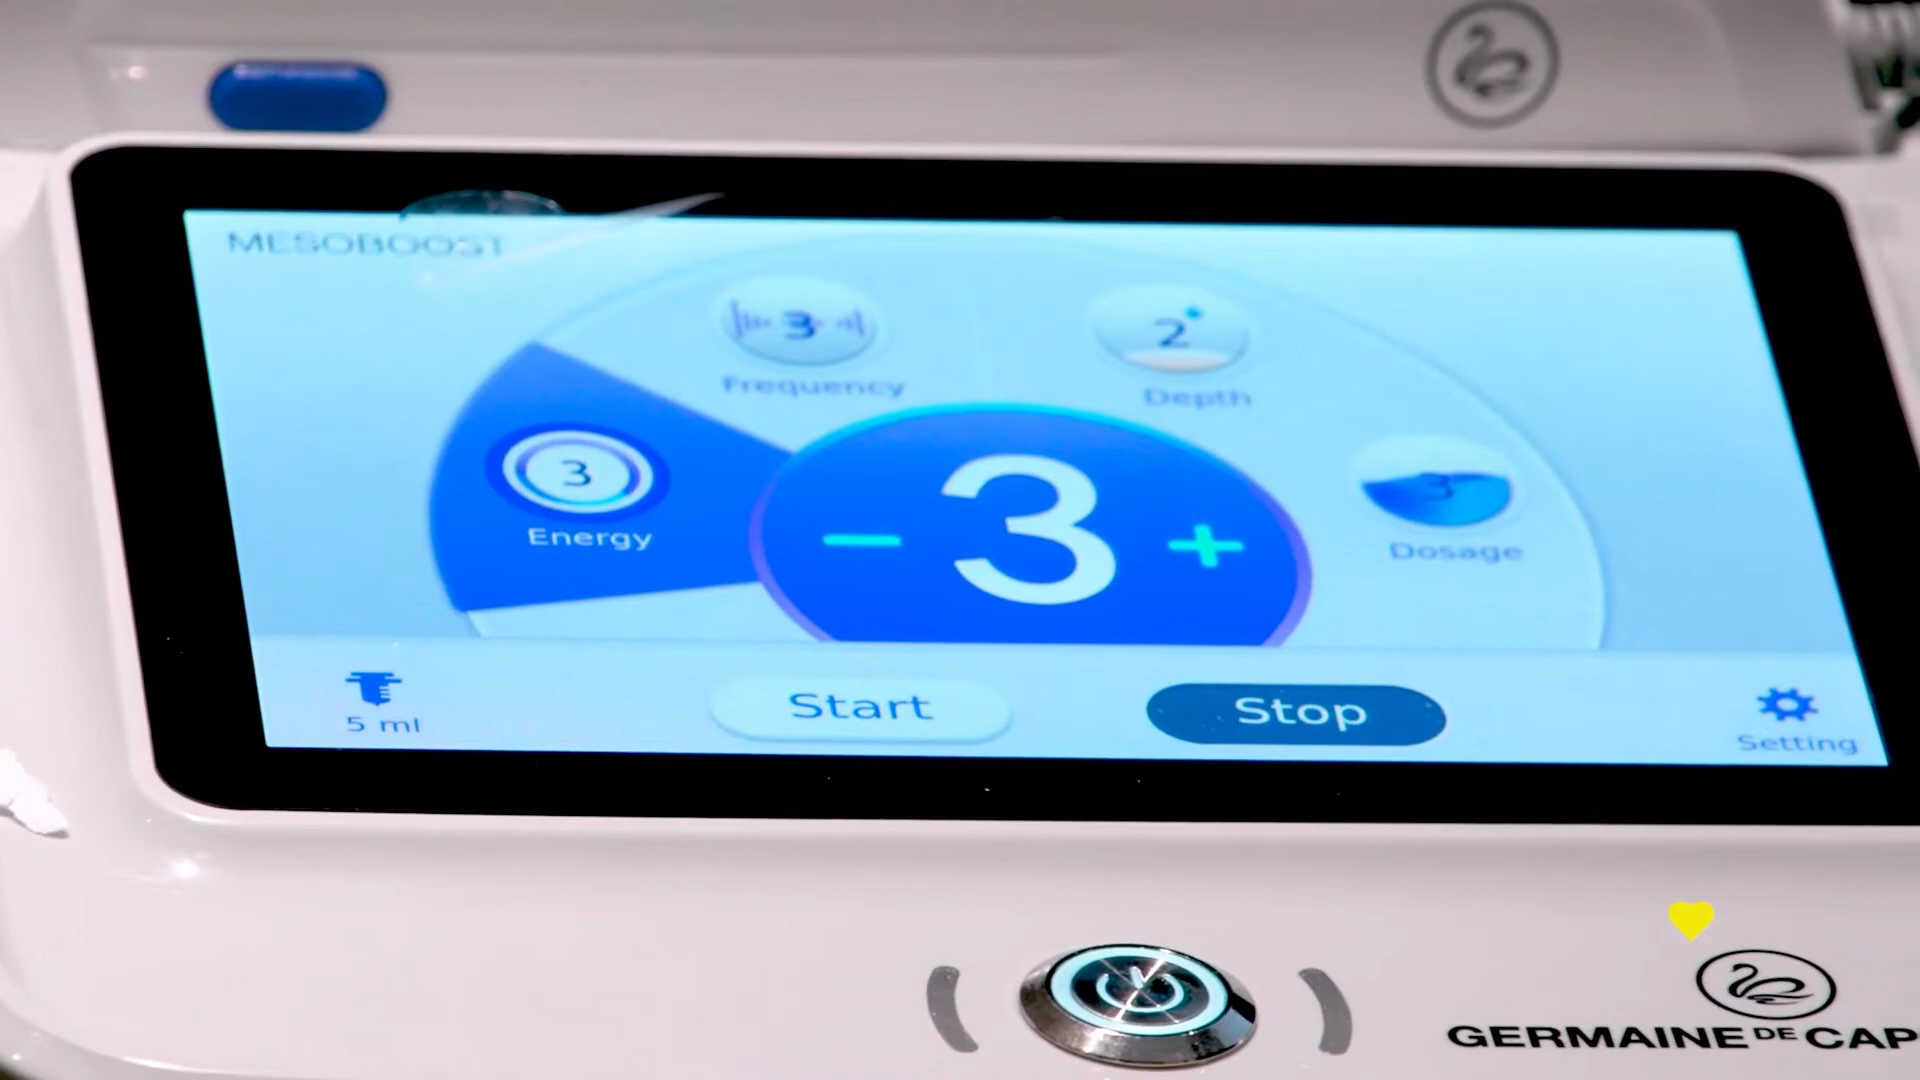 MESOBOOST
3
Frequency
2
Depth
3
Energy
− 3 +
3
Dosage
5 ml
Start
Stop
Setting
GERMAINE DE CAP